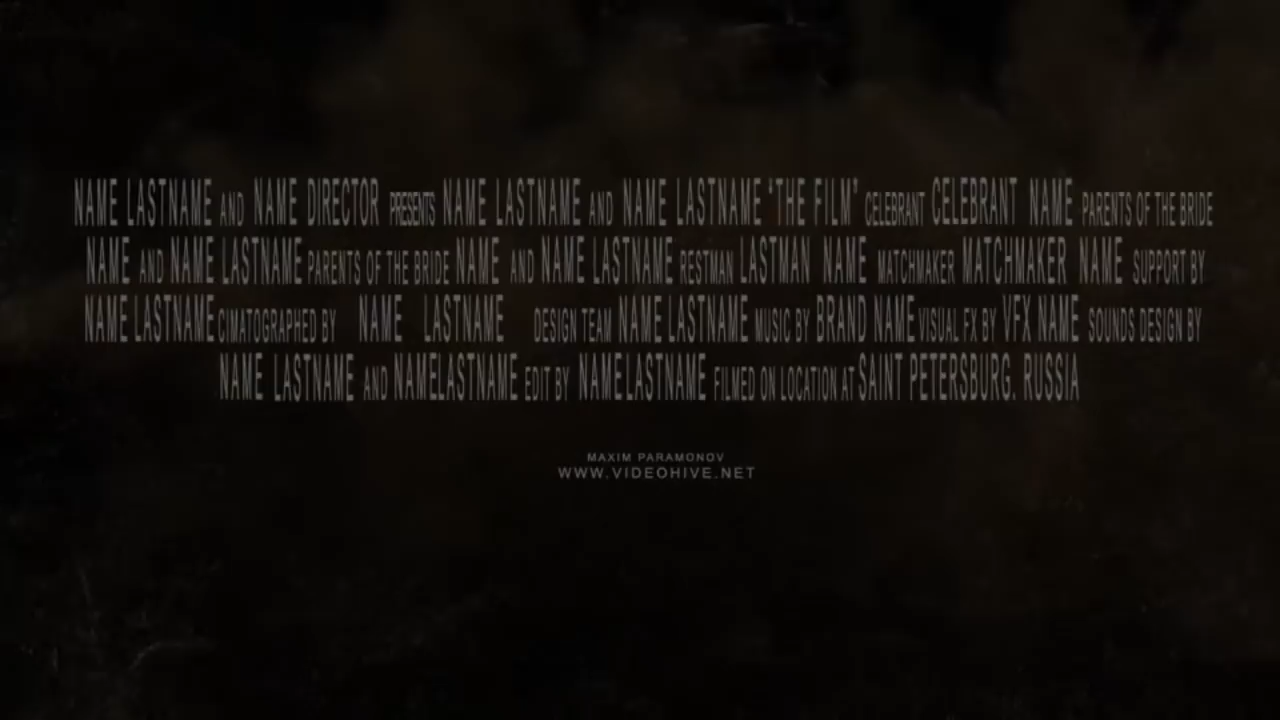 NAME LASTNAME AND NAME DIRECTOR PRESENTS NAME LASTNAME AND NAME LASTNAME "THE FILM" CELEBRANT CELEBRANT NAME PARENTS OF THE BRIDE
NAME AND NAME LASTNAME PARENTS OF THE BRIDE NAME AND NAME LASTNAME RESTMAN LASTMAN NAME MATCHMAKER MATCHMAKER NAME SUPPORT BY
NAME LASTNAME CIMATOGRAPHED BY NAME LASTNAME DESIGN TEAM NAME LASTNAME MUSIC BY BRAND NAME VISUAL FX BY VFX NAME SOUNDS DESIGN BY
NAME LASTNAME AND NAMELASTNAME EDIT BY NAMELASTNAME FILMED ON LOCATION AT SAINT PETERSBURG. RUSSIA
MAXIM PARAMONOV
WWW.VIDEOHIVE.NET